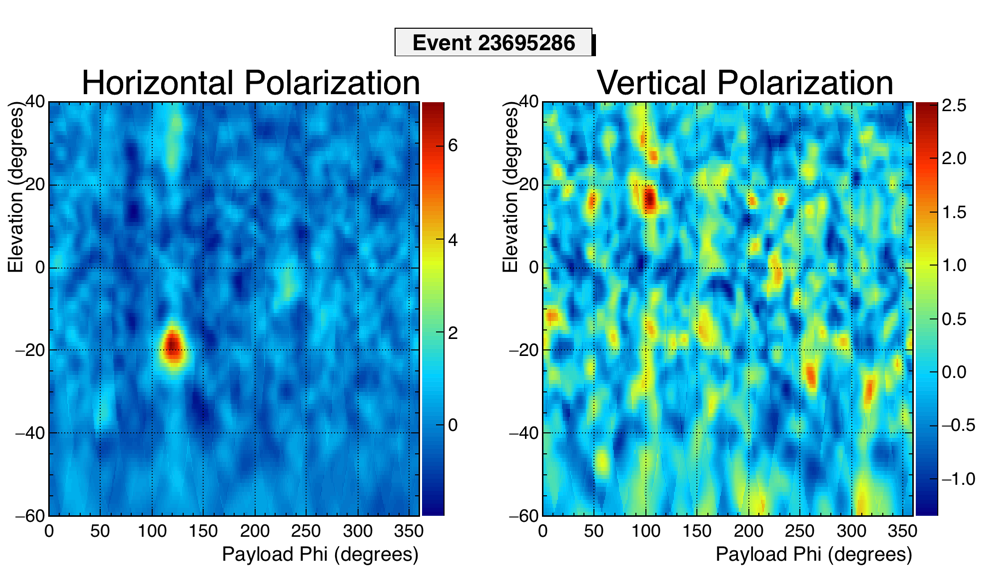 Event 23695286
Horizontal Polarization
Elevation (degrees)
40
20
0
−20
−40
−60
0 50 100 150 200 250 300 350
Payload Phi (degrees)
6
4
2
0
Vertical Polarization
Elevation (degrees)
40
20
0
−20
−40
−60
0 50 100 150 200 250 300 350
Payload Phi (degrees)
2.5
2.0
1.5
1.0
0.5
0.0
−0.5
−1.0